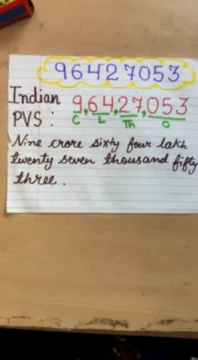 96427053
Indian 9,64,27,053
PVS : C L Th O
Nine crore sixty four lakh
twenty seven thousand fifty
three.